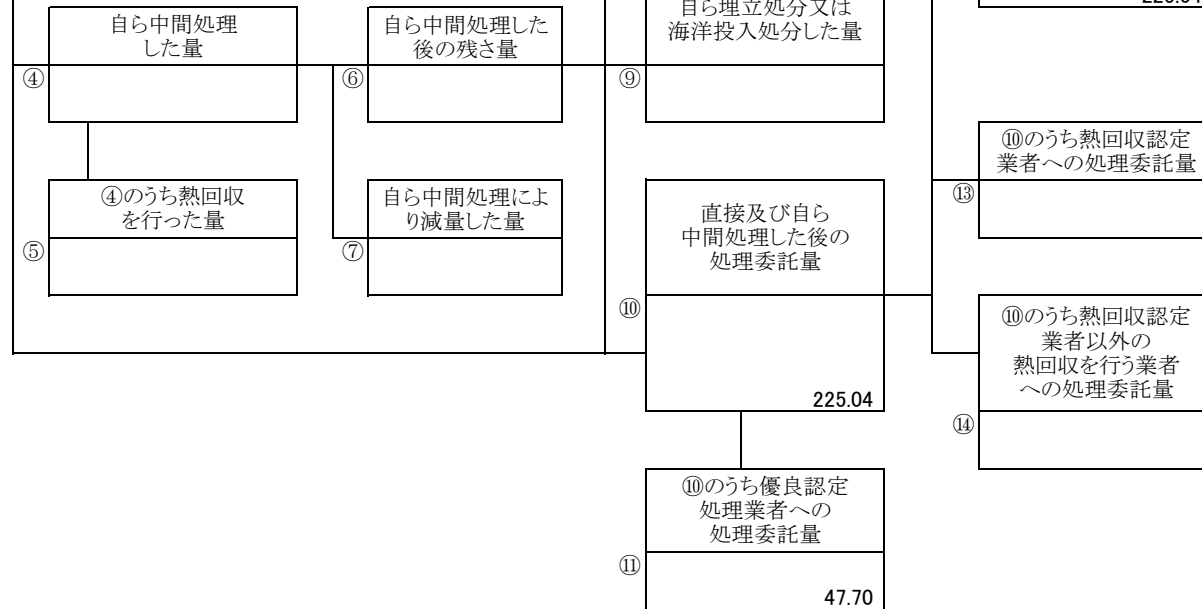 自ら中間処理
した量
④
自ら中間処理した
後の残さ量
⑥
自ら埋立処分又は
海洋投入処分した量
⑨
④のうち熱回収
を行った量
⑤
自ら中間処理によ
り減量した量
⑦
直接及び自ら
中間処理した後の
処理委託量
⑩
225.04
⑩のうち優良認定
処理業者への
処理委託量
⑪
47.70
⑩のうち熱回収認定
業者への処理委託量
⑬
⑩のうち熱回収認定
業者以外の
熱回収を行う業者
への処理委託量
⑭